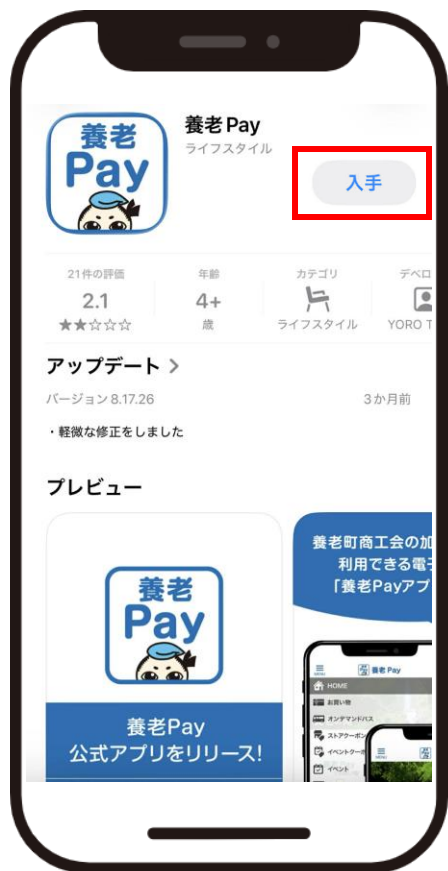 養老
Pay
養老 Pay
ライフスタイル
入手
21件の評価
年齢
カテゴリ
デベロ
2.1
4+
★★☆☆☆
歳
ライフスタイル
YORO T
アップデート >
バージョン 8.17.26
3か月前
・軽微な修正をしました
プレビュー
養老
Pay
養老Pay
公式アプリをリリース!
養老町商工会の加
利用できる電子
「養老Payアプ
MENU
養老 Pay
HOME
お買い物
オンデマンドバス
ストアクーポン
イベントクーポ
イベント
MENU